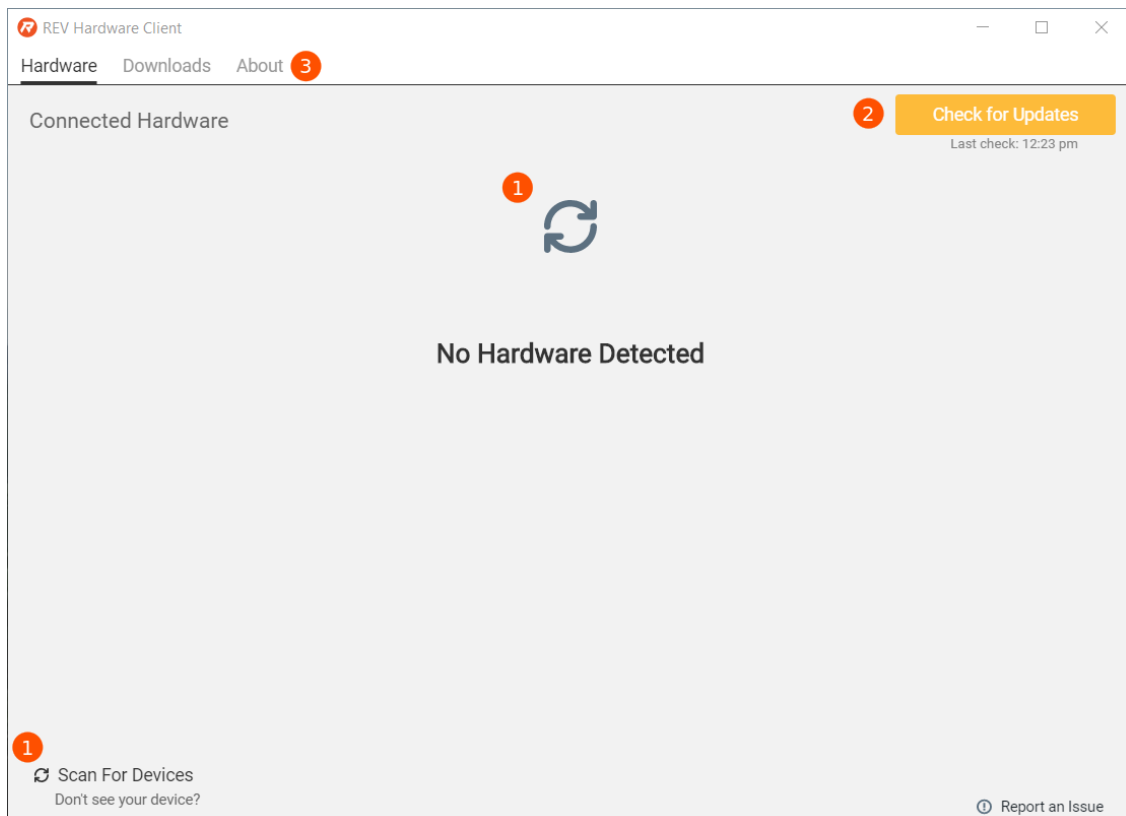 REV Hardware Client
Hardware Downloads About 3
Connected Hardware
2 Check for Updates
Last check: 12:23 pm
1
No Hardware Detected
1
Scan For Devices
Don't see your device?
Report an Issue